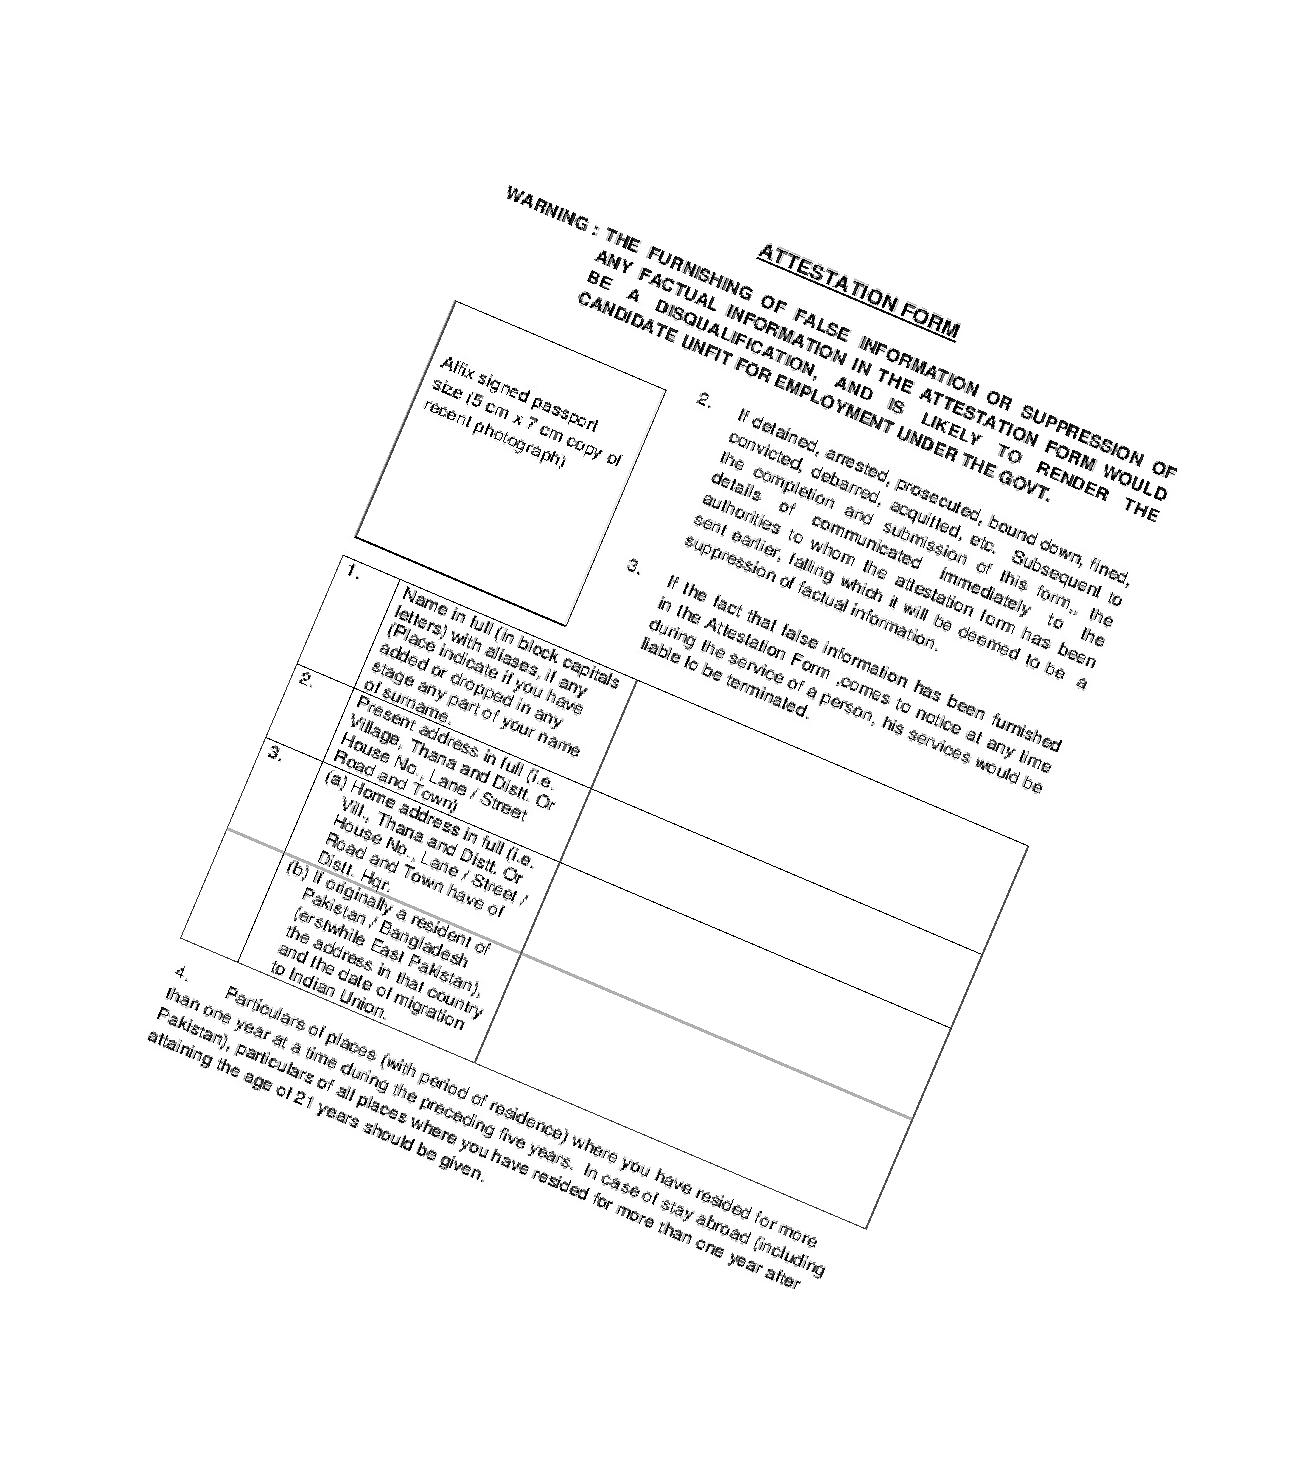 ATTESTATION FORM
WARNING : THE FURNISHING OF FALSE INFORMATION OR SUPPRESSION OF
ANY FACTUAL INFORMATION IN THE ATTESTATION FORM WOULD
BE A DISQUALIFICATION, AND IS LIKELY TO RENDER THE
CANDIDATE UNFIT FOR EMPLOYMENT UNDER THE GOVT.
Affix signed passport
size (5 cm x 7 cm copy of
recent photograph)
2. If detained, arrested, prosecuted, bound down, fined,
convicted, debarred, acquitted, etc. Subsequent to
the completion and submission of this form,, the
details of communicated immediately to the
authorities to whom the attestation form has been
sent earlier, falling which it will be deemed to be a
suppression of factual information.
3. If the fact that false information has been furnished
in the Attestation Form ,comes to notice at any time
during the service of a person, his services would be
liable to be terminated.
1. Name in full (in block capitals
letters) with aliases, if any
(Place indicate if you have
added or dropped in any
stage any part of your name
of surname.
2. Present address in full (i.e.
Village, Thana and Distt. Or
House No., Lane / Street
Road and Town)
3. (a) Home address in full (i.e.
Vill., Thana and Distt. Or
House No., Lane / Street /
Road and Town have of
Distt. Hqr.
(b) If originally a resident of
Pakistan / Bangladesh
(erstwhile East Pakistan),
the address in that country
and the date of migration
to Indian Union.
4. Particulars of places (with period of residence) where you have resided for more
than one year at a time during the preceding five years. In case of stay abroad (including
Pakistan), particulars of all places where you have resided for more than one year after
attaining the age of 21 years should be given.